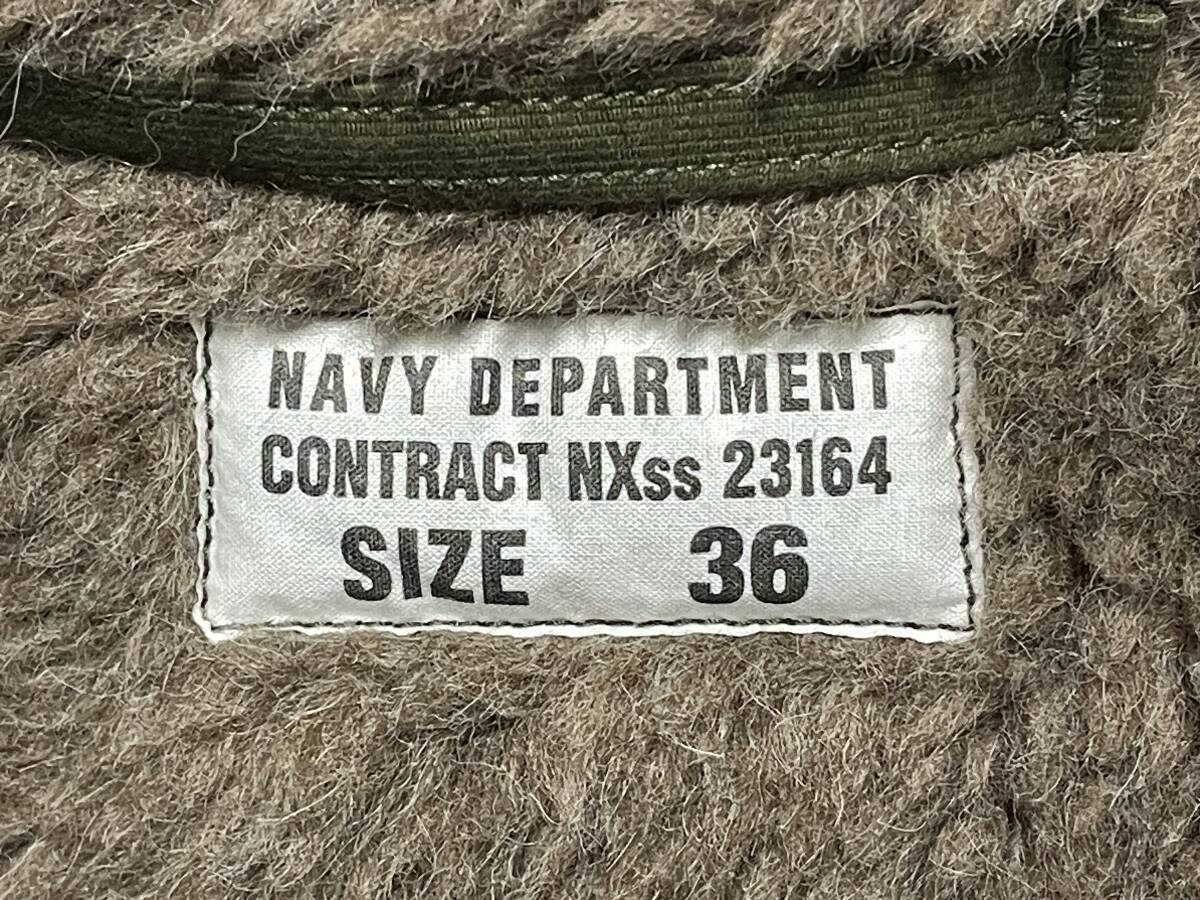 NAVY DEPARTMENT
CONTRACT NXss 23164
SIZE 36